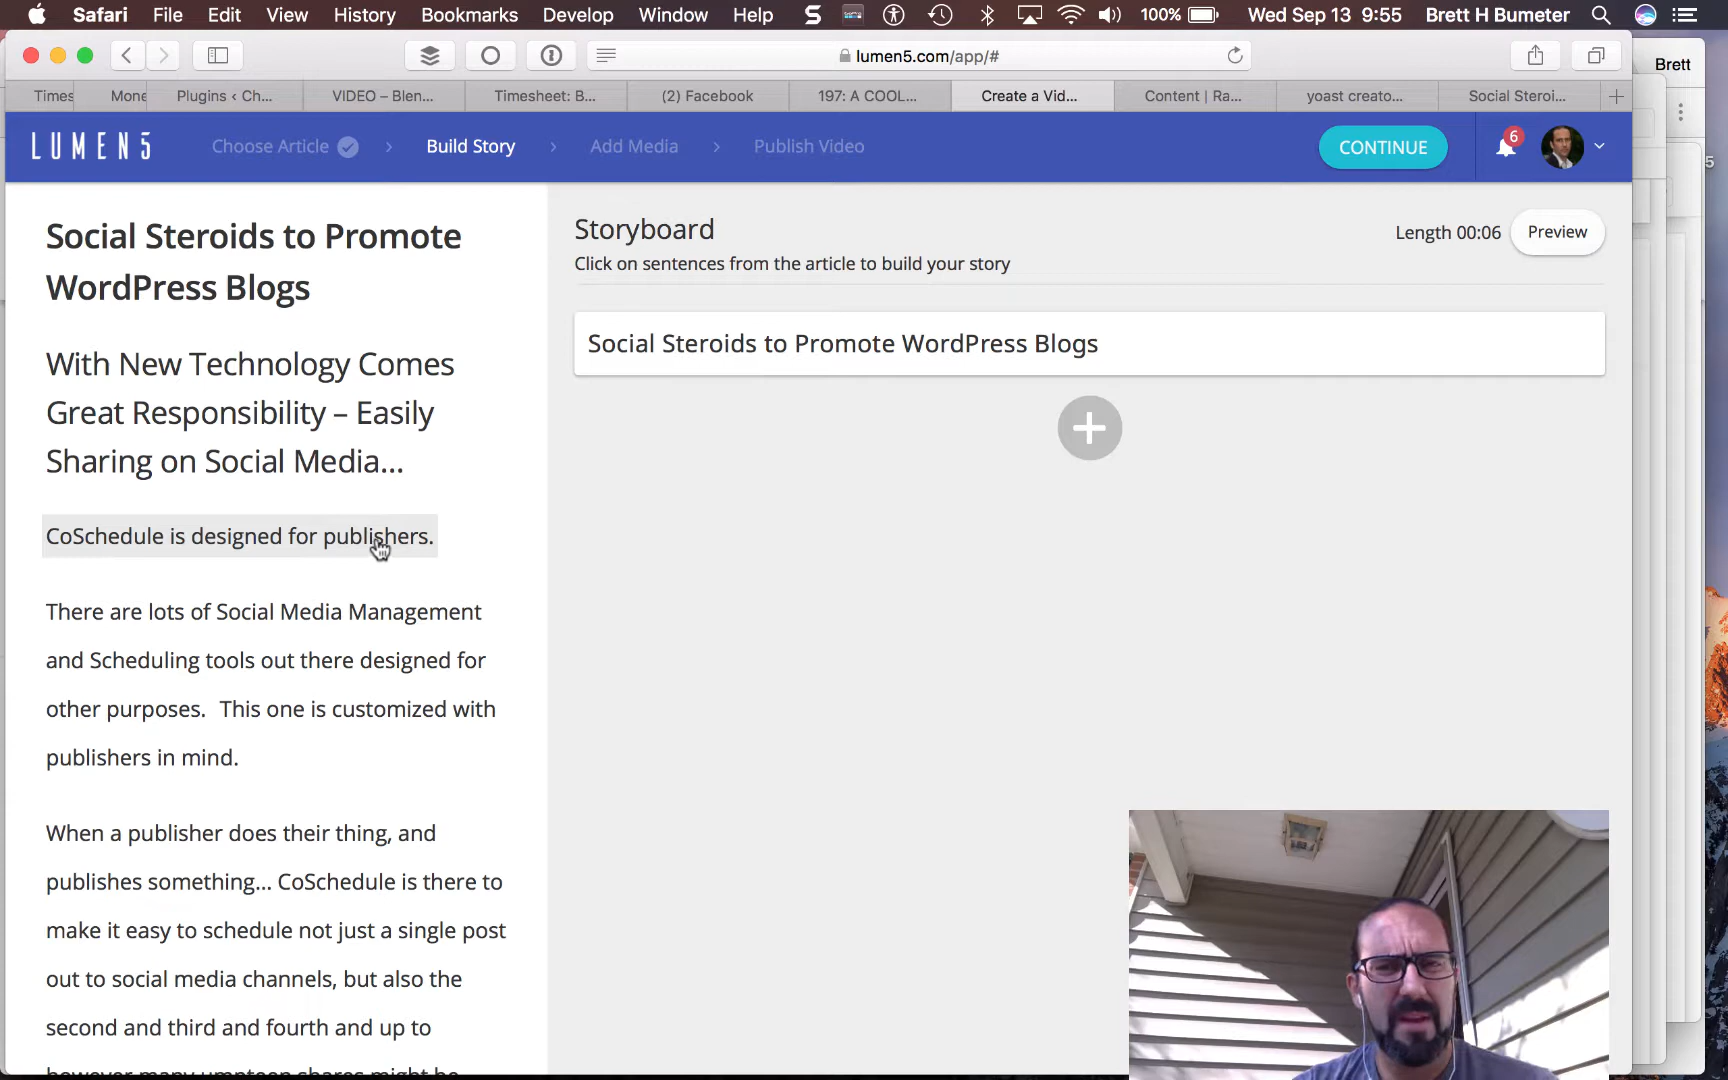 Safari File Edit View History Bookmarks Develop Window Help S 100% Wed Sep 13 9:55 Brett H Bumeter
lumen5.com/app/#
Brett
Times Mone Plugins ‹ Ch... VIDEO – Blen... Timesheet: B... (2) Facebook 197: A COOL... Create a Vid... Content | Ra... yoast creato... Social Steroi...
LUMEN5 Choose Article › Build Story › Add Media › Publish Video CONTINUE 6
5
Social Steroids to Promote
WordPress Blogs
With New Technology Comes
Great Responsibility – Easily
Sharing on Social Media...
CoSchedule is designed for publishers.
There are lots of Social Media Management
and Scheduling tools out there designed for
other purposes.  This one is customized with
publishers in mind.
When a publisher does their thing, and
publishes something... CoSchedule is there to
make it easy to schedule not just a single post
out to social media channels, but also the
second and third and fourth and up to
however many umpteen shares might be
Storyboard
Length 00:06 Preview
Click on sentences from the article to build your story
Social Steroids to Promote WordPress Blogs